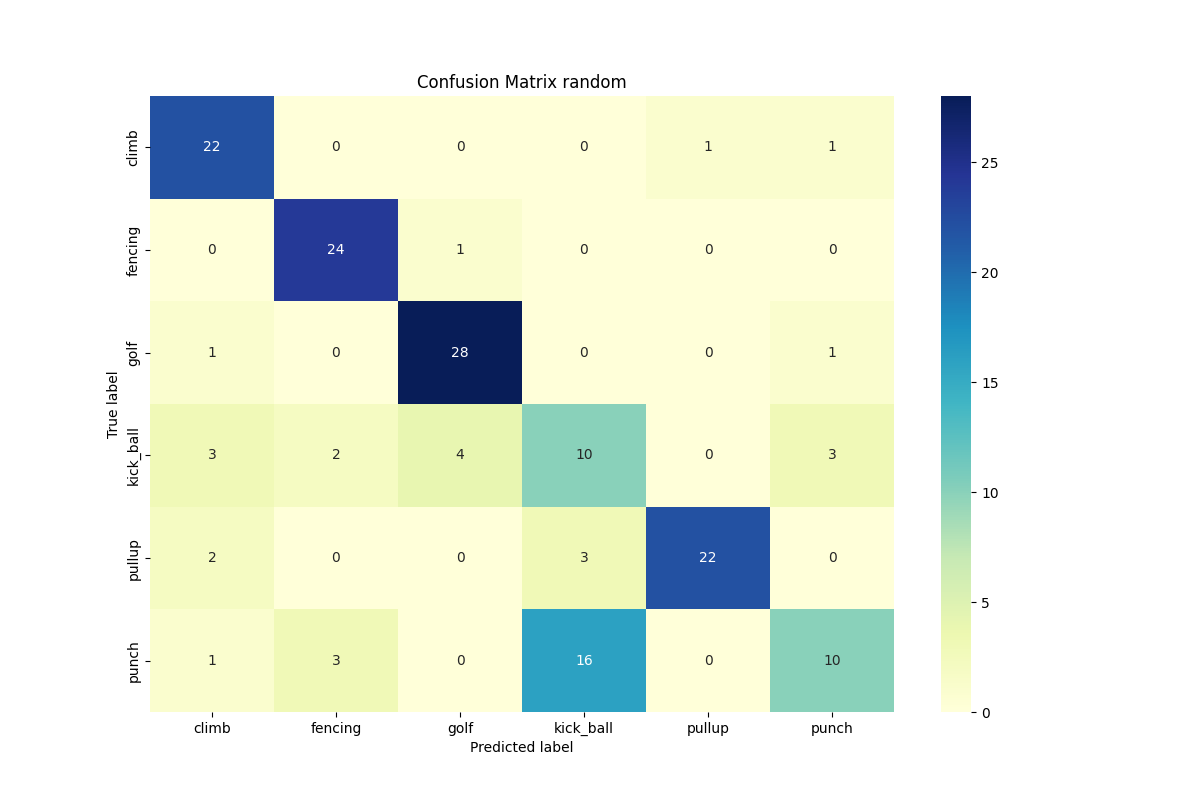 Confusion Matrix random
True label
climb 22 0 0 0 1 1
fencing 0 24 1 0 0 0
golf 1 0 28 0 0 1
kick_ball 3 2 4 10 0 3
pullup 2 0 0 3 22 0
punch 1 3 0 16 0 10
climb fencing golf kick_ball pullup punch
Predicted label
25
20
15
10
5
0